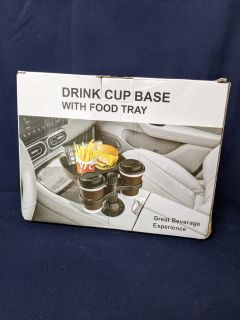 DRINK CUP BASE
WITH FOOD TRAY
Great Beverage
Experience